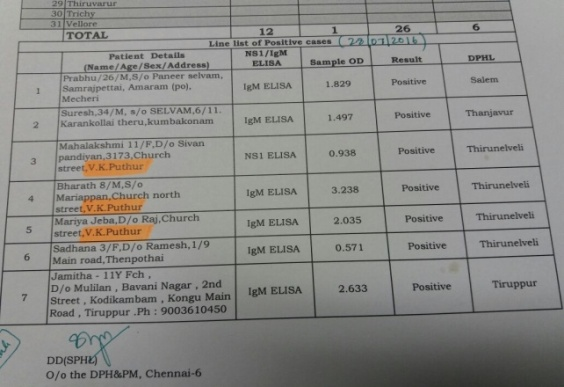 29 Thiruvarur
30 Trichy
31 Vellore
TOTAL 12 1 26 6
Line list of Positive cases (28/07/2016)
Patient Details (Name/Age/Sex/Address) NS1/IgM ELISA Sample OD Result DPHL
1 Prabhu/26/M,S/o Paneer selvam, IgM ELISA 1.829 Positive Salem
Samrajpettai, Amaram (po),
Mecheri
2 Suresh,34/M, s/o SELVAM,6/11. IgM ELISA 1.497 Positive Thanjavur
Karankollai theru,kumbakonam
3 Mahalakshmi 11/F,D/o Sivan NS1 ELISA 0.938 Positive Thirunelveli
pandiyan,3173,Church
street,V.K.Puthur
4 Bharath 8/M,S/o IgM ELISA 3.238 Positive Thirunelveli
Mariappan,Church north
street,V.K.Puthur
5 Mariya Jeba,D/o Raj,Church IgM ELISA 2.035 Positive Thirunelveli
street,V.K.Puthur
6 Sadhana 3/F,D/o Ramesh,1/9 IgM ELISA 0.571 Positive Thirunelveli
Main road,Thenpothai
7 Jamitha - 11Y Fch , IgM ELISA 2.633 Positive Tiruppur
D/o Mulilan , Bavani Nagar , 2nd
Street , Kodikambam , Kongu Main
Road , Tiruppur .Ph : 9003610450
DD(SPHL)
O/o the DPH&PM, Chennai-6